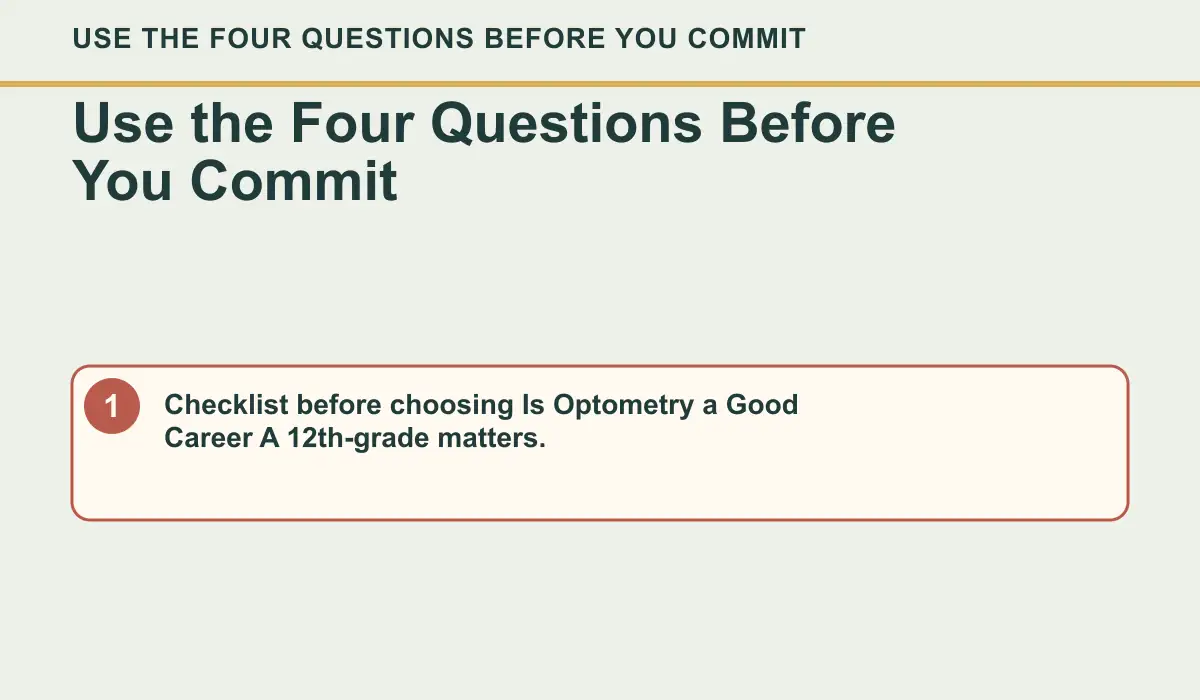 USE THE FOUR QUESTIONS BEFORE YOU COMMIT
Use the Four Questions Before
You Commit
1
Checklist before choosing Is Optometry a Good
Career A 12th-grade matters.